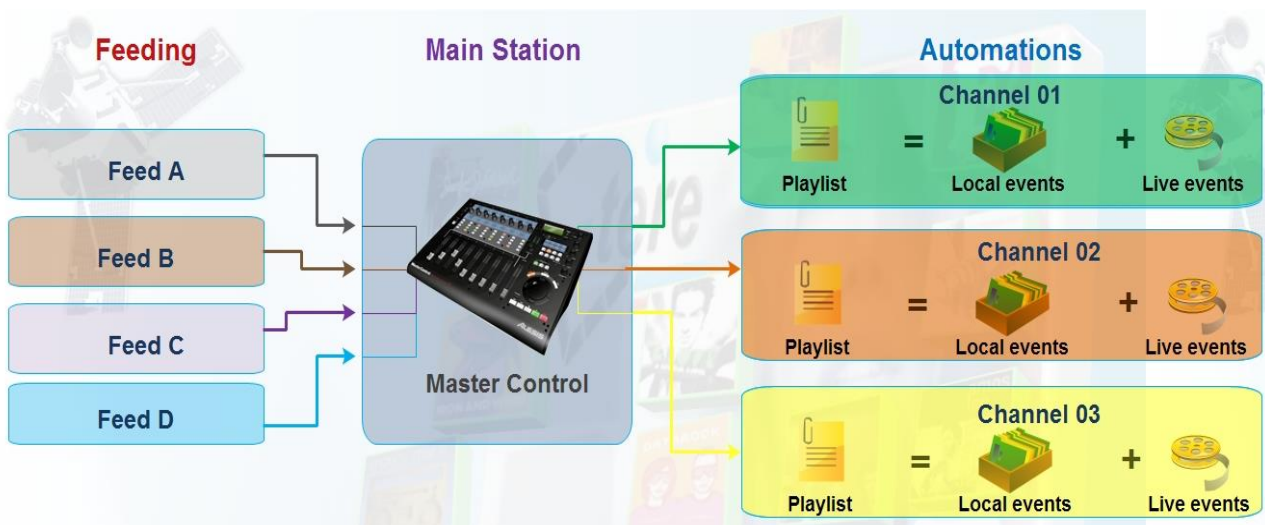 Feeding
Main Station
Automations
Feed A
Feed B
Feed C
Feed D
Master Control
ALESIS
Channel 01
Playlist
=
Local events
+
Live events
Channel 02
Playlist
=
Local events
+
Live events
Channel 03
Playlist
=
Local events
+
Live events